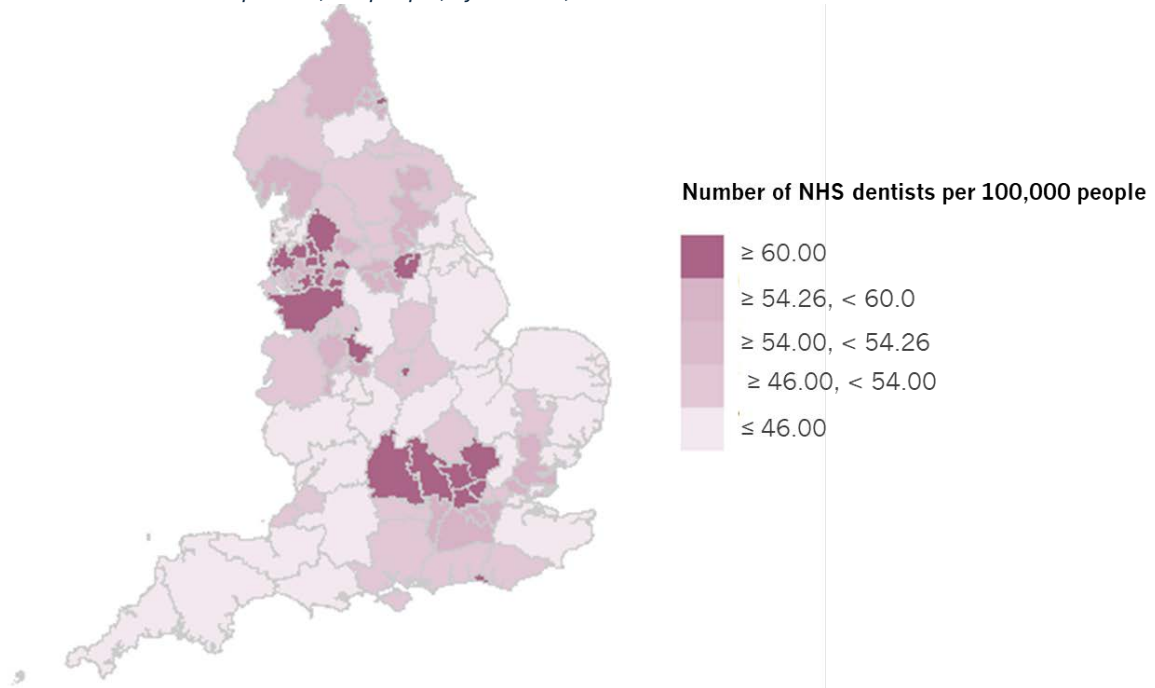 Number of NHS dentists per 100,000 people
≥ 60.00
≥ 54.26, < 60.0
≥ 54.00, < 54.26
≥ 46.00, < 54.00
≤ 46.00